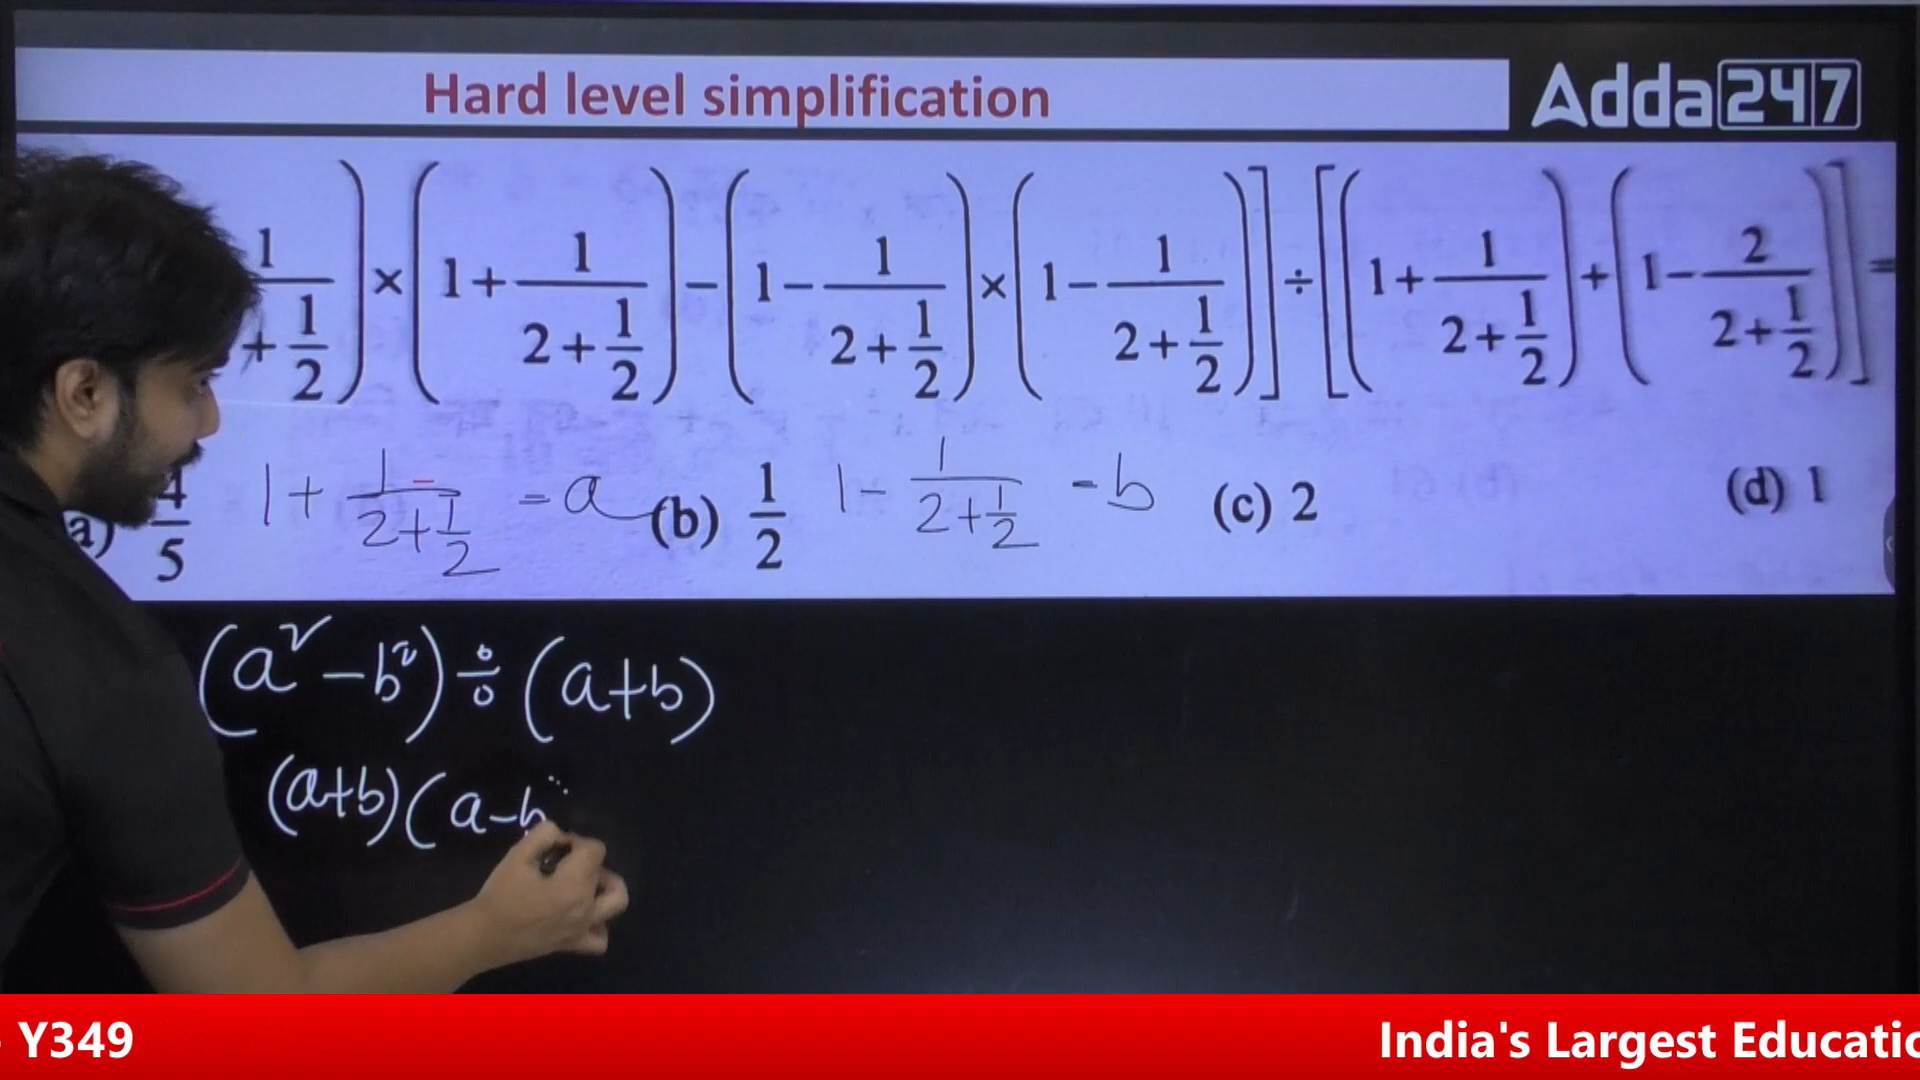 Hard level simplification
Adda 247
1 / + 1/2 ) × ( 1 + 1 / 2 + 1/2 ) − ( 1 − 1 / 2 + 1/2 ) × ( 1 − 1 / 2 + 1/2 ) ] ÷ [ ( 1 + 1 / 2 + 1/2 ) + ( 1 − 2 / 2 + 1/2 ) ] =
a) 4/5 (b) 1/2 (c) 2 (d) 1
1 + 1 / 2 + 1/2 = a
1 − 1 / 2 + 1/2 - b
(a² − b²) ÷ (a+b)
(a+b)(a−b
Y349 India's Largest Educatio